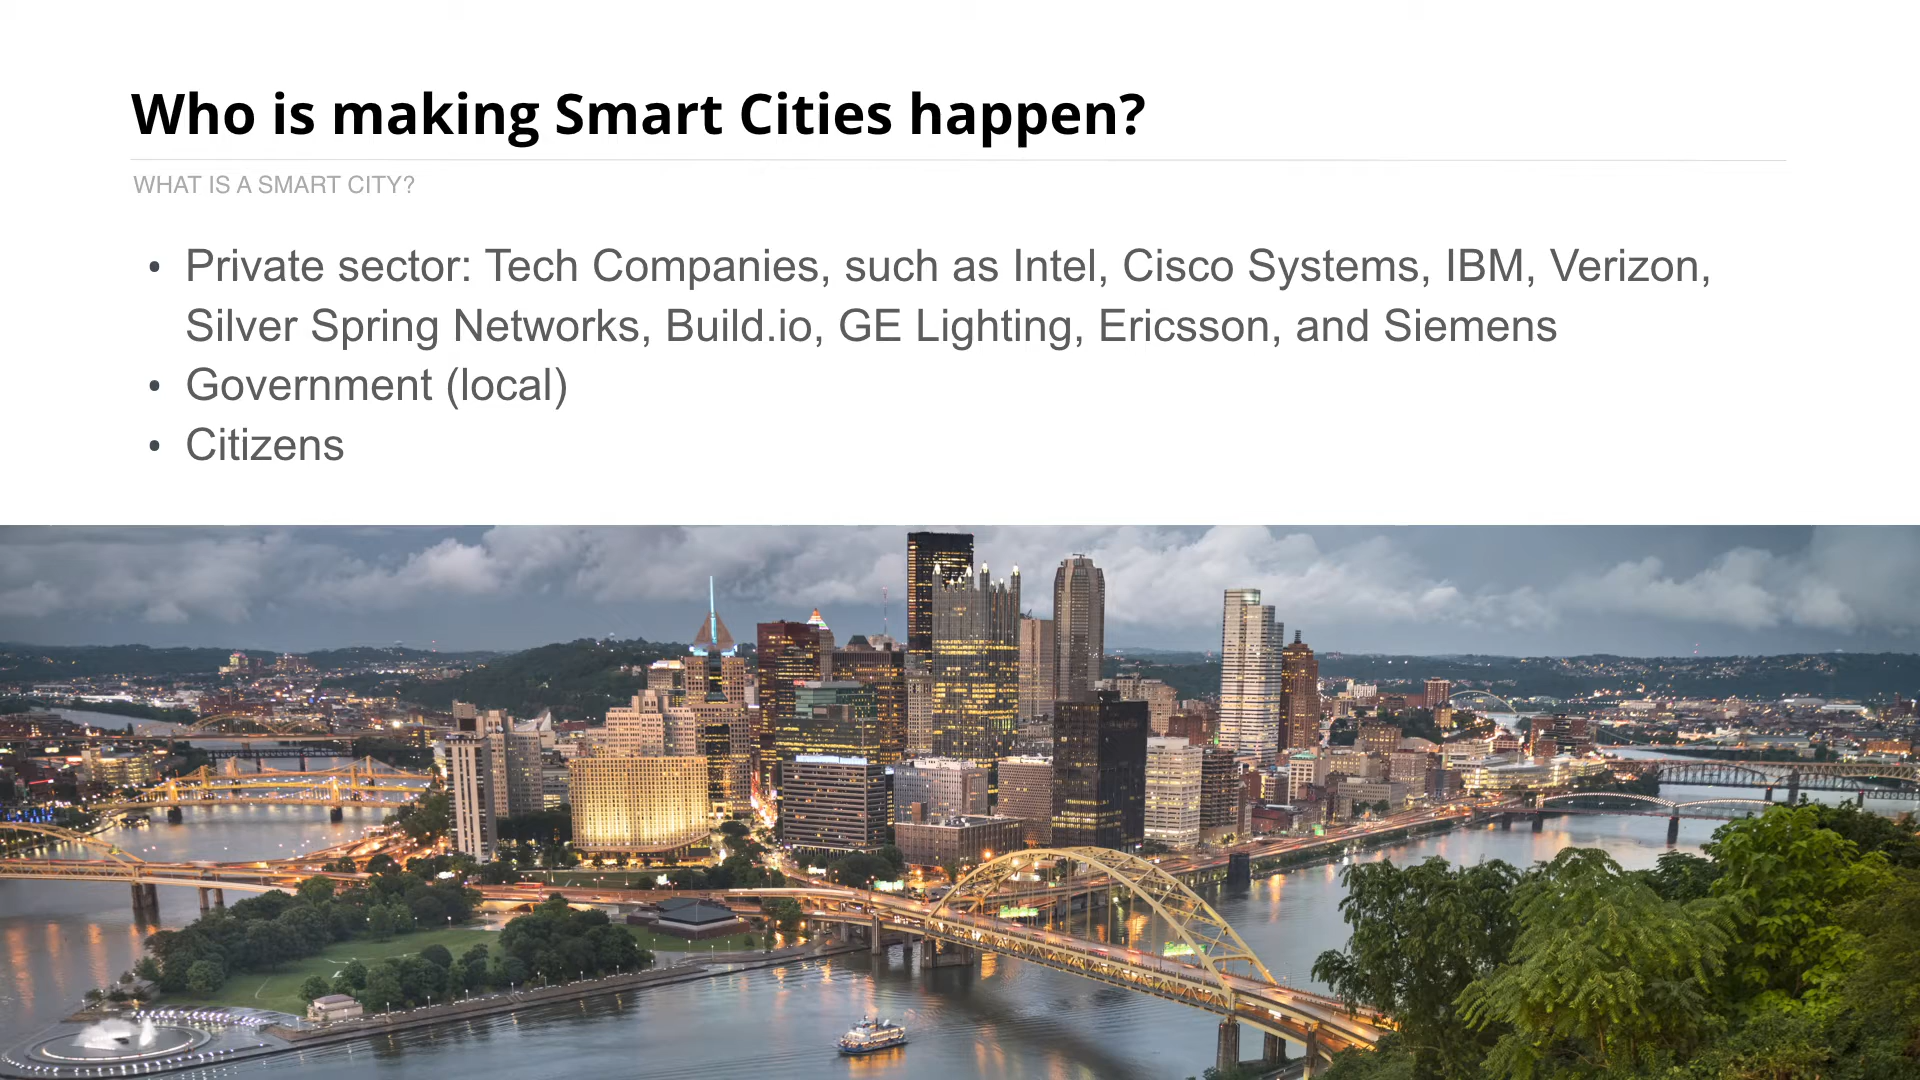 Who is making Smart Cities happen?
WHAT IS A SMART CITY?
• Private sector: Tech Companies, such as Intel, Cisco Systems, IBM, Verizon,
Silver Spring Networks, Build.io, GE Lighting, Ericsson, and Siemens
• Government (local)
• Citizens